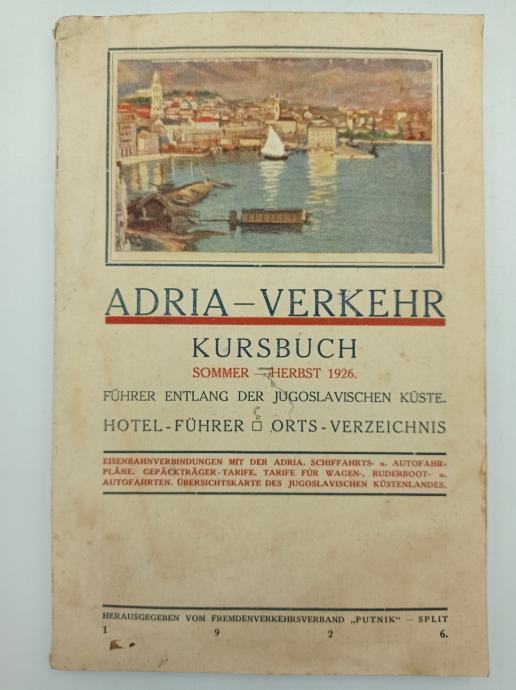 ADRIA – VERKEHR
KURSBUCH
SOMMER – HERBST 1926.
FÜHRER ENTLANG DER JUGOSLAVISCHEN KÜSTE.
HOTEL - FÜHRER □ ORTS - VERZEICHNIS
EISENBAHNVERBINDUNGEN MIT DER ADRIA. SCHIFFAHRTS- u. AUTOFAHR-
PLÄNE. GEPÄCKTRÄGER - TARIFE. TARIFE FÜR WAGEN-, RUDERBOOT- u.
AUTOFAHRTEN. ÜBERSICHTSKARTE DES JUGOSLAVISCHEN KÜSTENLANDES.
HERAUSGEGEBEN VOM FREMDENVERKEHRSVERBAND „PUTNIK“ – SPLIT
1 9 2 6.